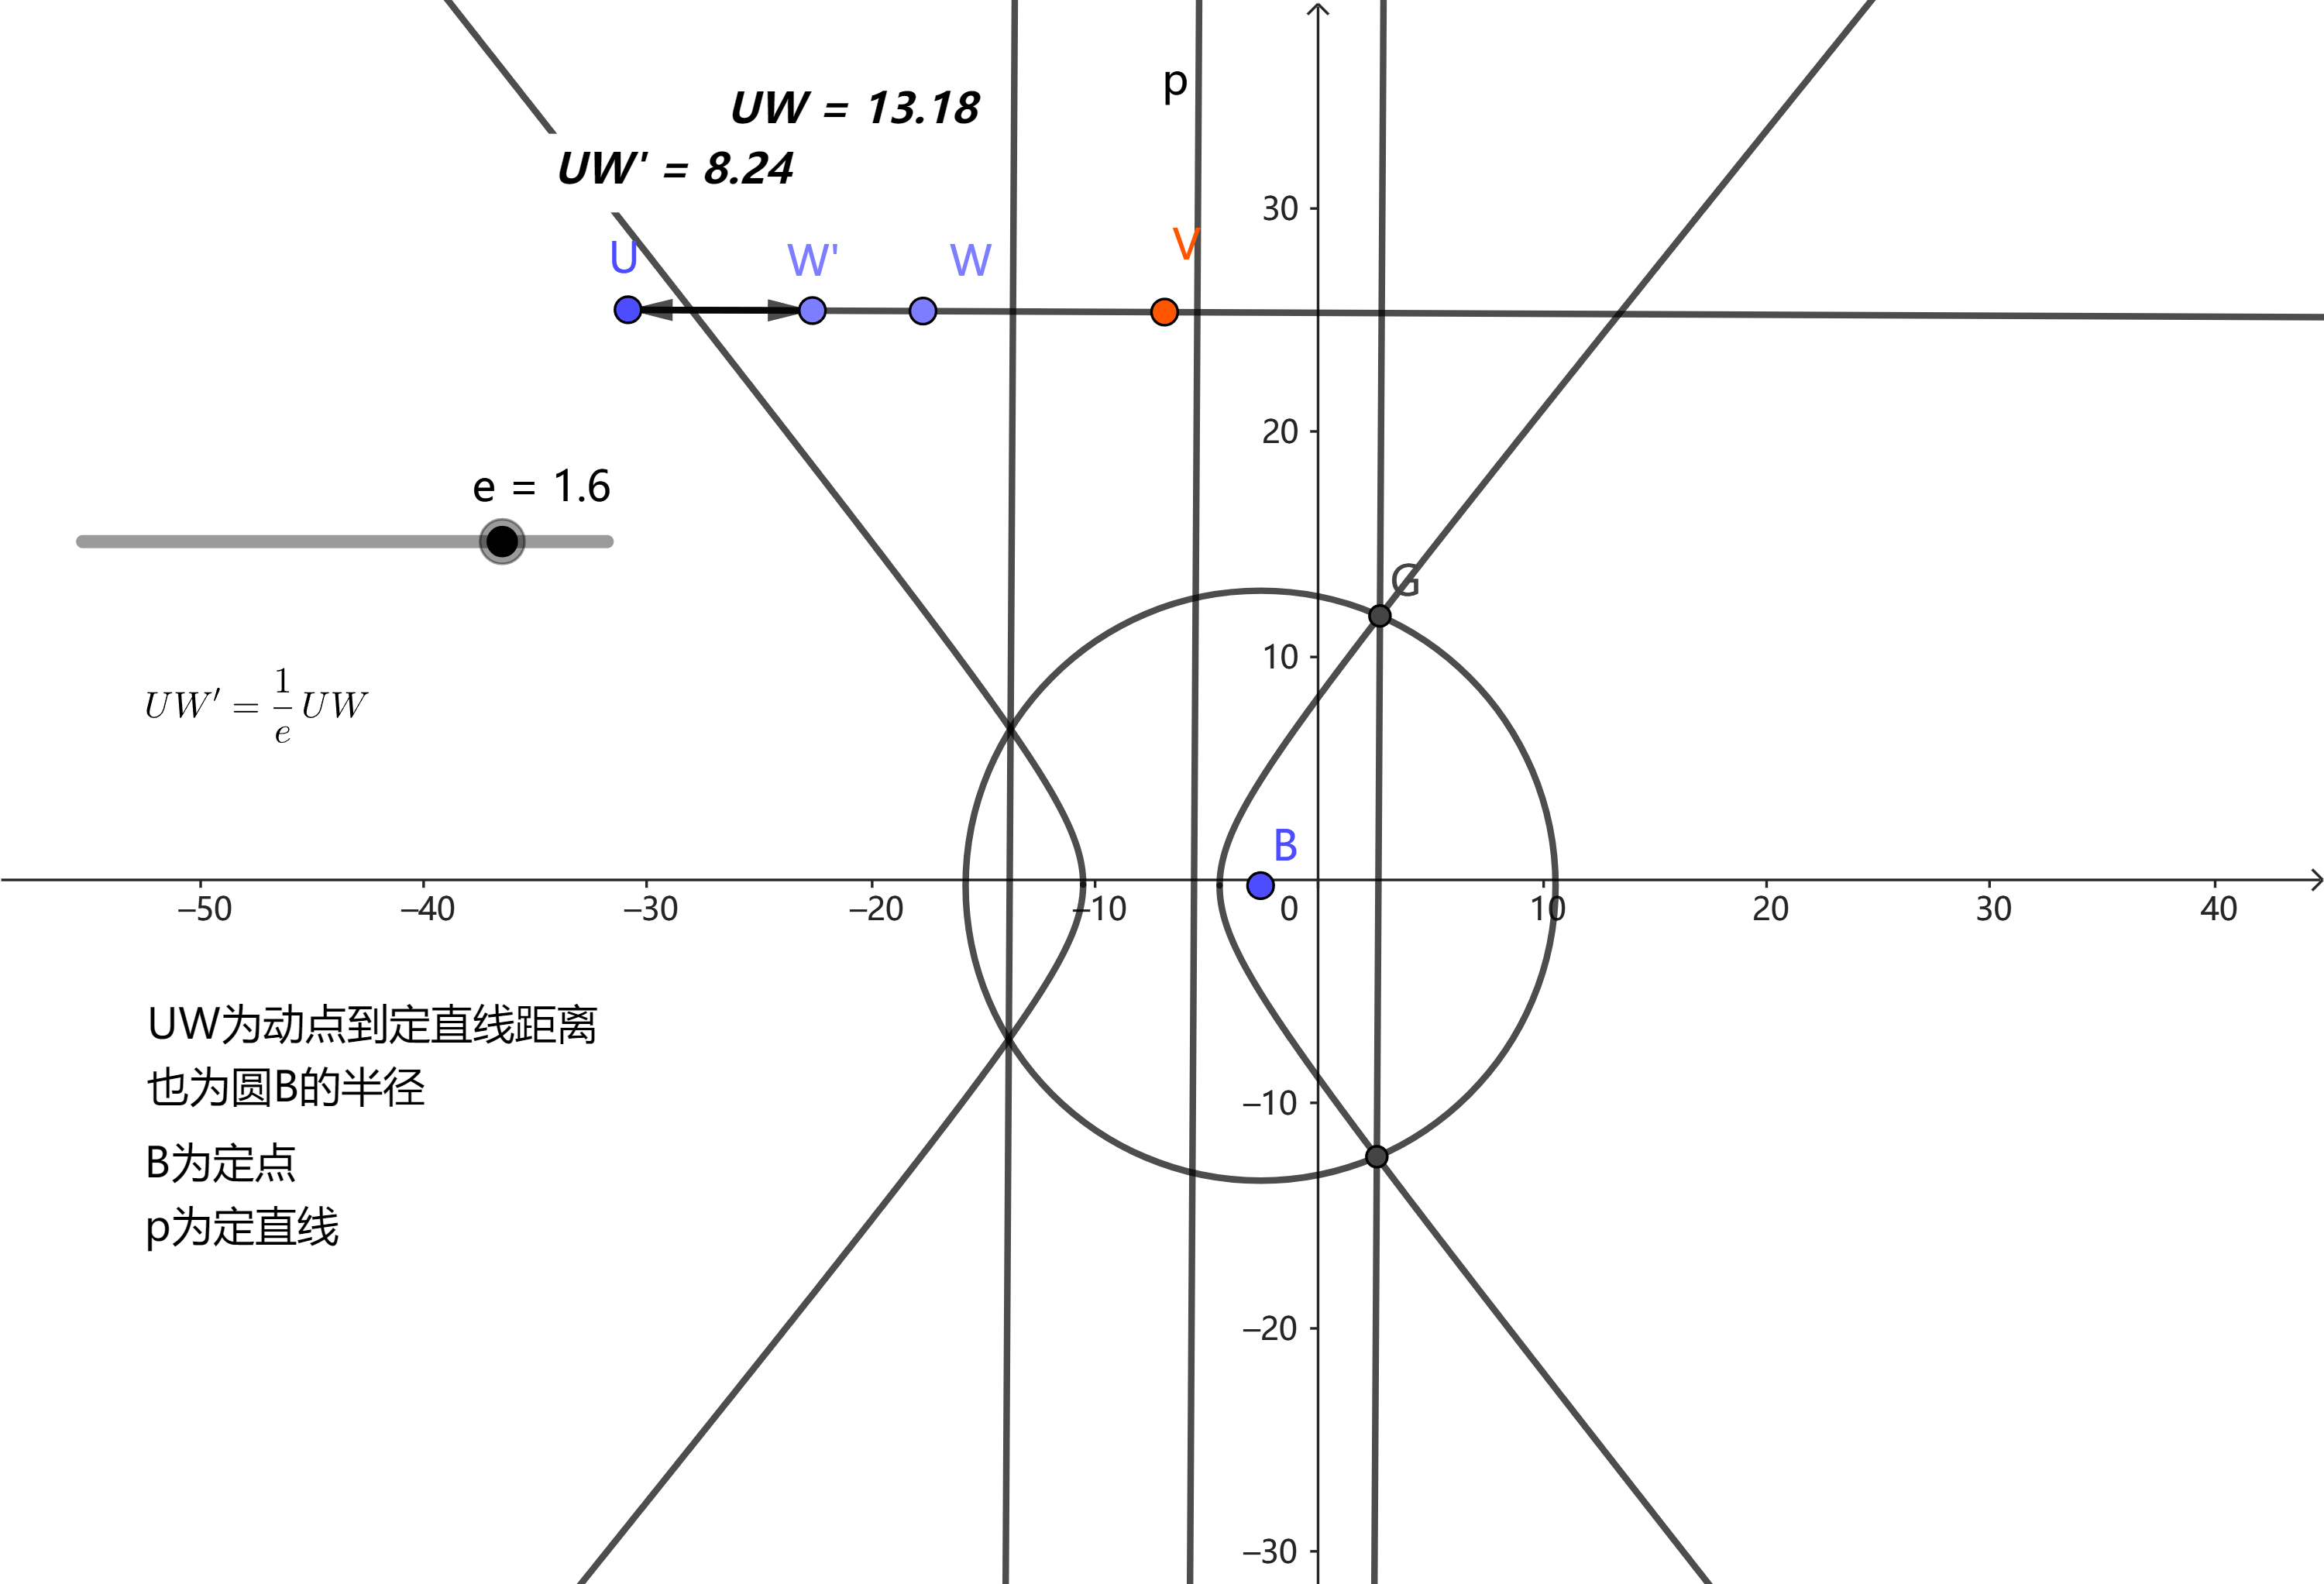 p
UW = 13.18
UW' = 8.24
30
U
W'
W
V
20
e = 1.6
G
10
UW' = \frac{1}{e} UW
B
–50
–40
–30
–20
–10
0
10
20
30
40
UW为动点到定直线距离
也为圆B的半径
–10
B为定点
p为定直线
–20
–30